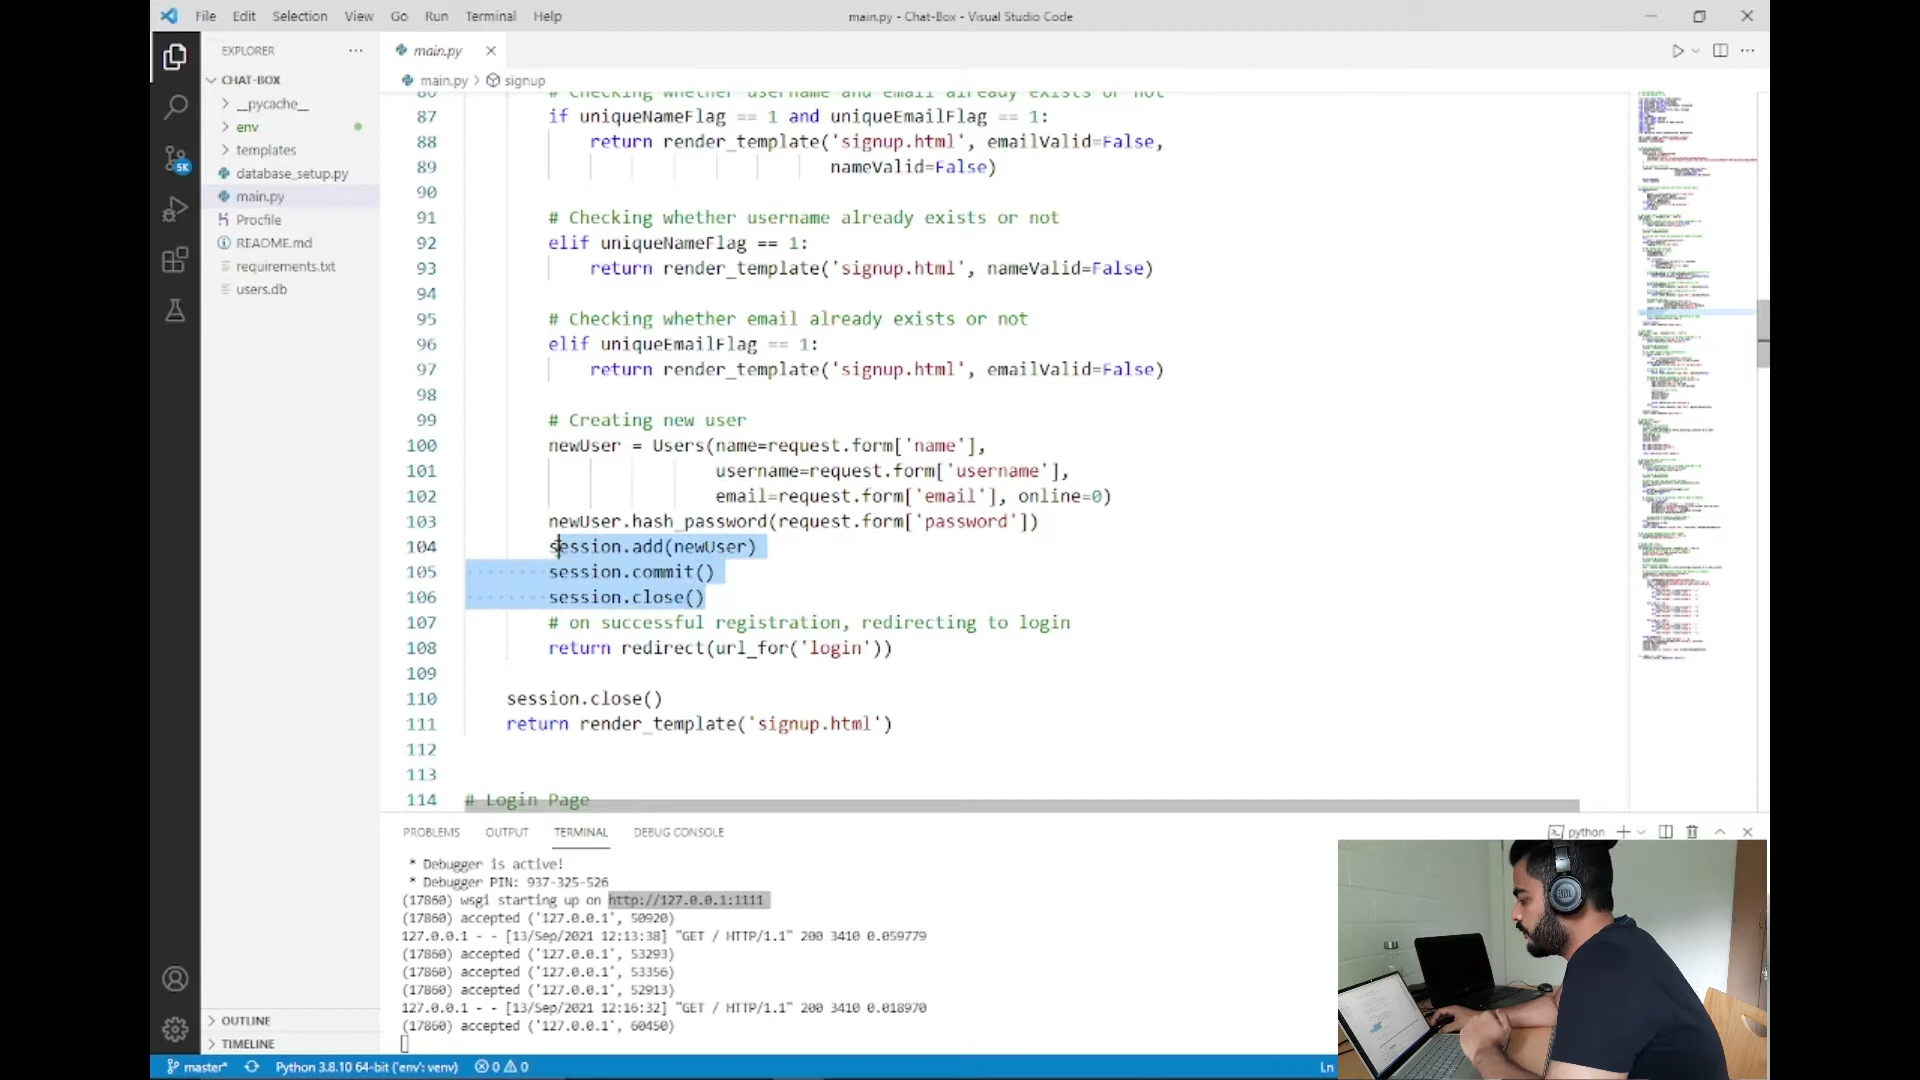 File Edit Selection View Go Run Terminal Help
main.py - Chat-Box - Visual Studio Code
EXPLORER
CHAT-BOX
__pycache__
env
templates
database_setup.py
main.py
Procfile
README.md
requirements.txt
users.db
OUTLINE
TIMELINE
5K
main.py
main.py > signup
86 # Checking whether username and email already exists or not
87 if uniqueNameFlag == 1 and uniqueEmailFlag == 1:
88 return render_template('signup.html', emailValid=False,
89 nameValid=False)
90
91 # Checking whether username already exists or not
92 elif uniqueNameFlag == 1:
93 return render_template('signup.html', nameValid=False)
94
95 # Checking whether email already exists or not
96 elif uniqueEmailFlag == 1:
97 return render_template('signup.html', emailValid=False)
98
99 # Creating new user
100 newUser = Users(name=request.form['name'],
101 username=request.form['username'],
102 email=request.form['email'], online=0)
103 newUser.hash_password(request.form['password'])
104 session.add(newUser)
105 session.commit()
106 session.close()
107 # on successful registration, redirecting to login
108 return redirect(url_for('login'))
109
110 session.close()
111 return render_template('signup.html')
112
113
114 # Login Page
PROBLEMS OUTPUT TERMINAL DEBUG CONSOLE
python
* Debugger is active!
* Debugger PIN: 937-325-526
(17860) wsgi starting up on http://127.0.0.1:1111
(17860) accepted ('127.0.0.1', 50920)
127.0.0.1 - - [13/Sep/2021 12:13:38] "GET / HTTP/1.1" 200 3410 0.059779
(17860) accepted ('127.0.0.1', 53293)
(17860) accepted ('127.0.0.1', 53356)
(17860) accepted ('127.0.0.1', 52913)
127.0.0.1 - - [13/Sep/2021 12:16:32] "GET / HTTP/1.1" 200 3410 0.018970
(17860) accepted ('127.0.0.1', 60450)
JBL
master* Python 3.8.10 64-bit ('env': venv) 0 0 Ln